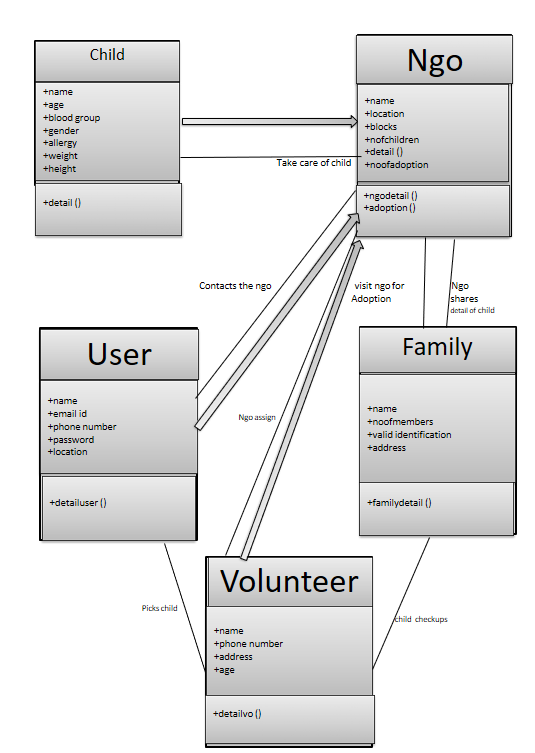 Child
+name
+age
+blood group
+gender
+allergy
+weight
+height
+detail ()
Ngo
+name
+location
+blocks
+nofchildren
+detail ()
+noofadoption
+ngodetail ()
+adoption ()
Take care of child
Contacts the ngo
visit ngo for
Adoption
Ngo
shares
detail of child
User
+name
+email id
+phone number
+password
+location
+detailuser ()
Family
+name
+noofmembers
+valid identification
+address
+familydetail ()
Ngo assign
Volunteer
+name
+phone number
+address
+age
+detailvo ()
Picks child
child checkups